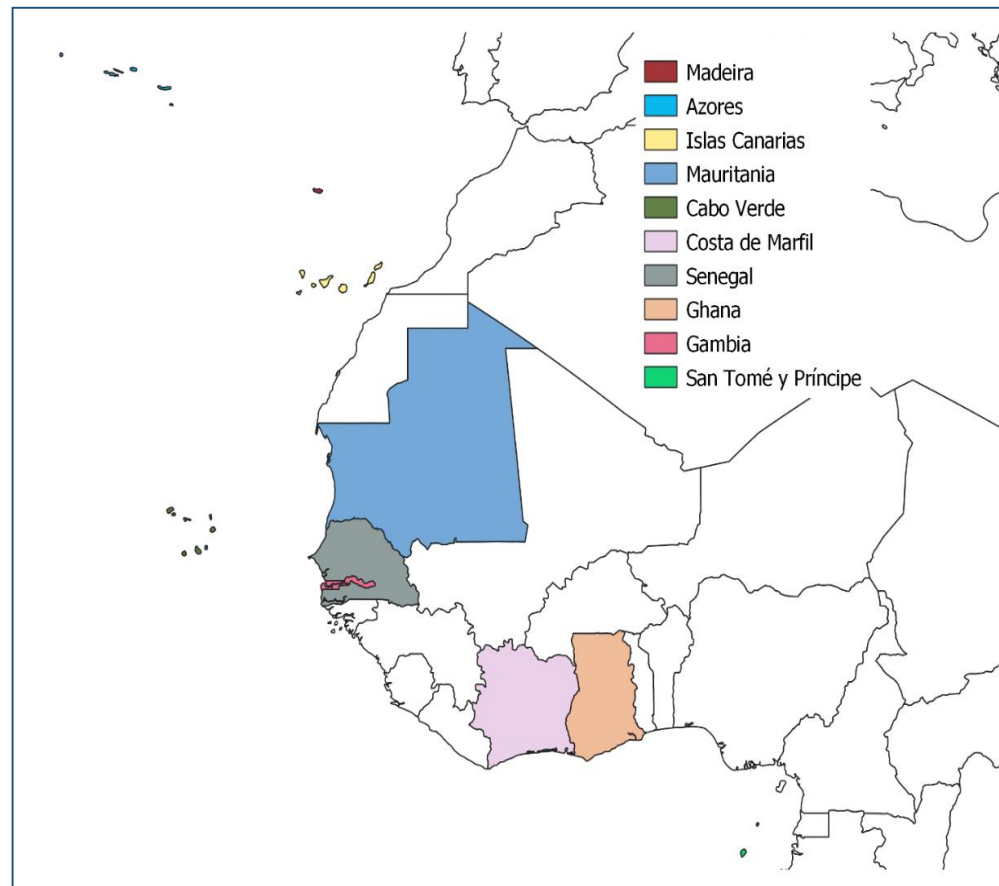 Madeira
Azores
Islas Canarias
Mauritania
Cabo Verde
Costa de Marfil
Senegal
Ghana
Gambia
San Tomé y Príncipe